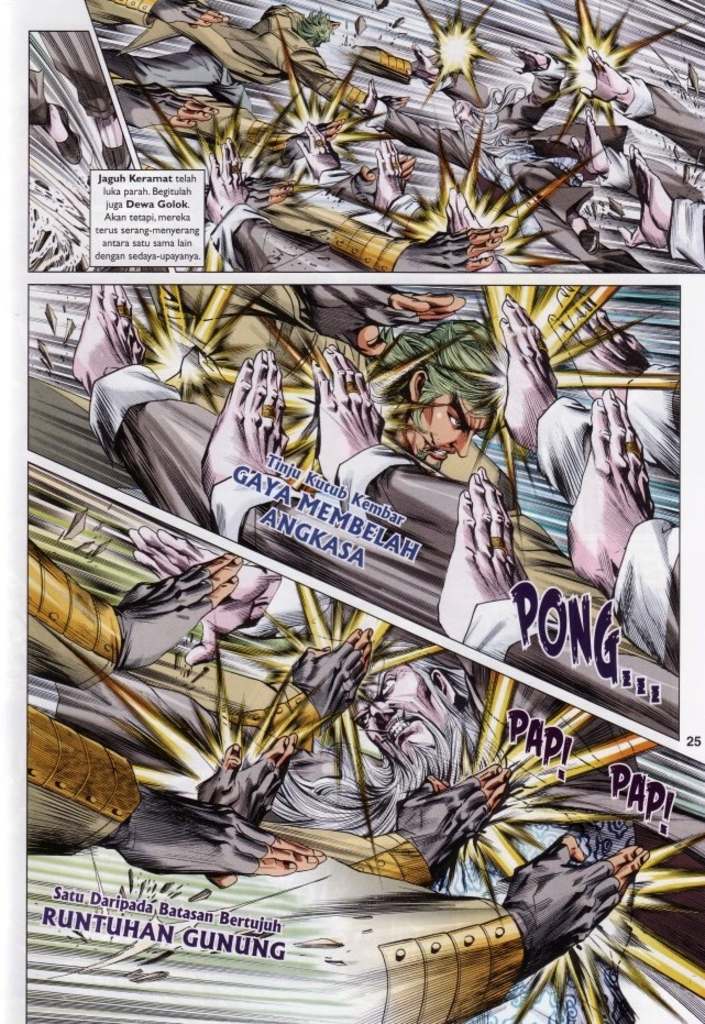 Jaguh Keramat telah
luka parah. Begitulah
juga Dewa Golok.
Akan tetapi, mereka
terus serang-menyerang
antara satu sama lain
dengan sedaya-upayanya.
Tinju Kutub Kembar
GAYA MEMBELAH
ANGKASA
PONG...
25
PAP!
PAP!
Satu Daripada Batasan Bertujuh
RUNTUHAN GUNUNG